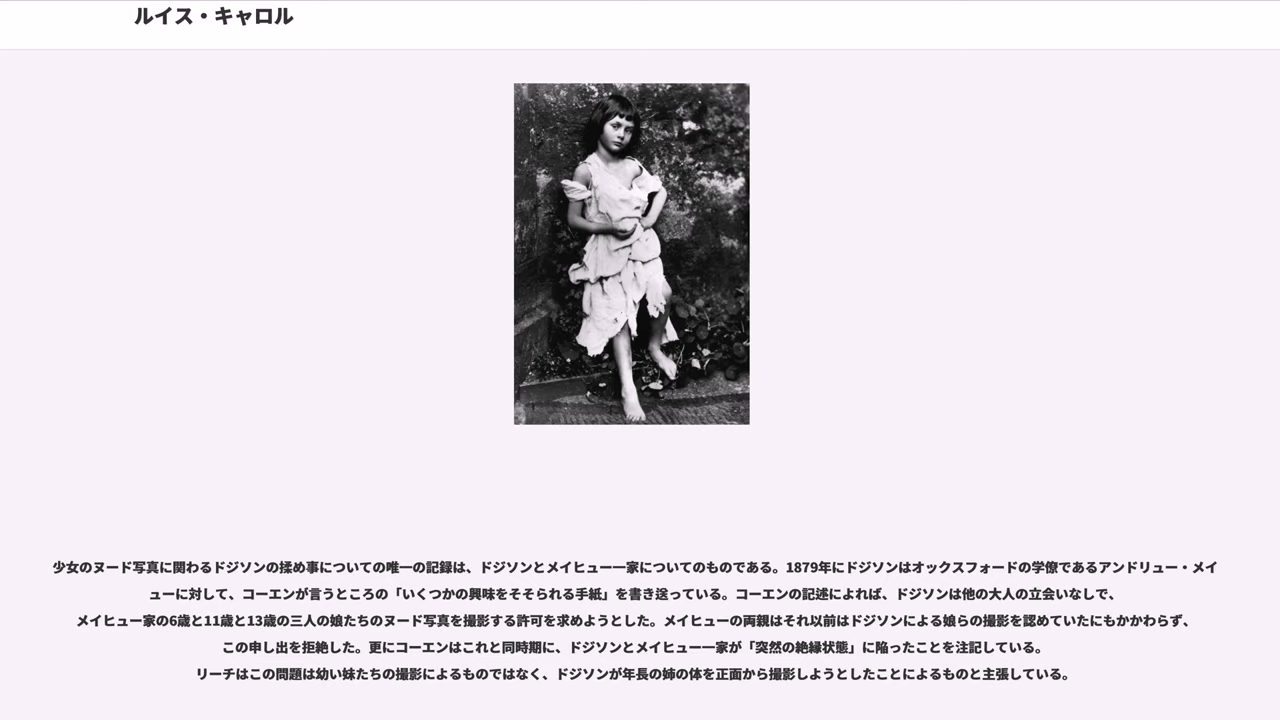 ルイス・キャロル
少女のヌード写真に関わるドジソンの揉め事についての唯一の記録は、ドジソンとメイヒュー一家についてのものである。1879年にドジソンはオックスフォードの学僚であるアンドリュー・メイ
ューに対して、コーエンが言うところの「いくつかの興味をそそられる手紙」を書き送っている。コーエンの記述によれば、ドジソンは他の大人の立会いなしで、
メイヒュー家の6歳と11歳と13歳の三人の娘たちのヌード写真を撮影する許可を求めようとした。メイヒューの両親はそれ以前はドジソンによる娘らの撮影を認めていたにもかかわらず、
この申し出を拒絶した。更にコーエンはこれと同時期に、ドジソンとメイヒュー一家が「突然の絶縁状態」に陥ったことを注記している。
リーチはこの問題は幼い妹たちの撮影によるものではなく、ドジソンが年長の姉の体を正面から撮影しようとしたことによるものと主張している。